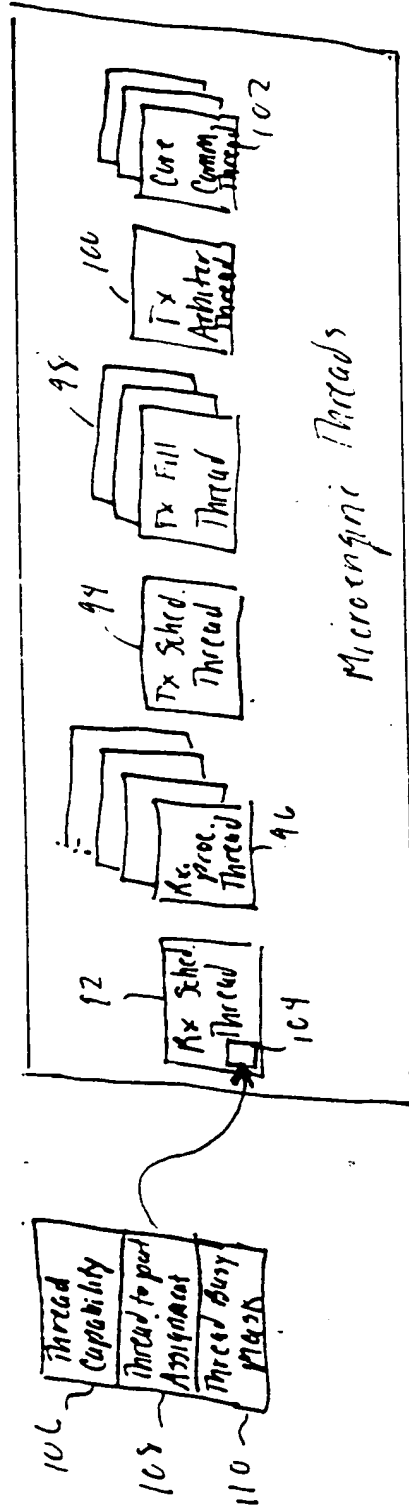 106
Thread
Capability
108
Thread to port
Assignment
110
Thread Busy
Mask
92
Rx Sched.
Thread
104
Rx.
proc.
Thread
96
94
Tx Sched.
Thread
98
Tx Fill
Thread
100
Tx
Arbiter
Thread
Core
Comm.
Thread
102
Microengine Threads